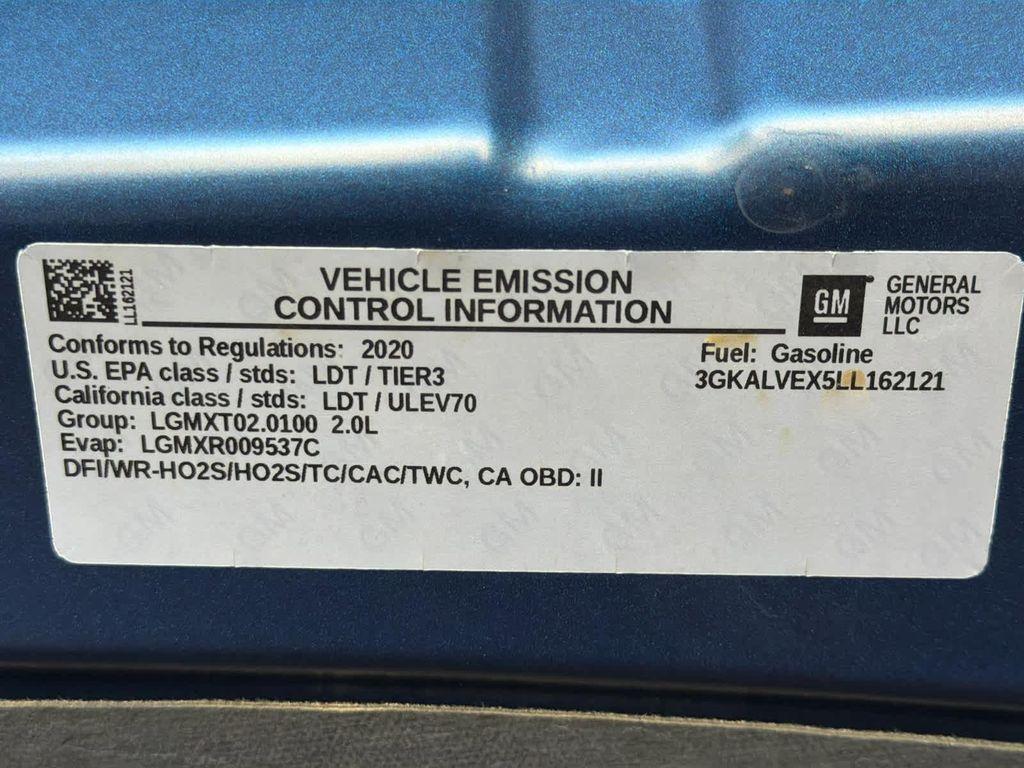 LL162121
VEHICLE EMISSION
CONTROL INFORMATION
GM
GENERAL
MOTORS
LLC
Conforms to Regulations: 2020
U.S. EPA class / stds: LDT / TIER3
California class / stds: LDT / ULEV70
Group: LGMXT02.0100 2.0L
Evap: LGMXR009537C
DFI/WR-HO2S/HO2S/TC/CAC/TWC, CA OBD: II
Fuel: Gasoline
3GKALVEX5LL162121